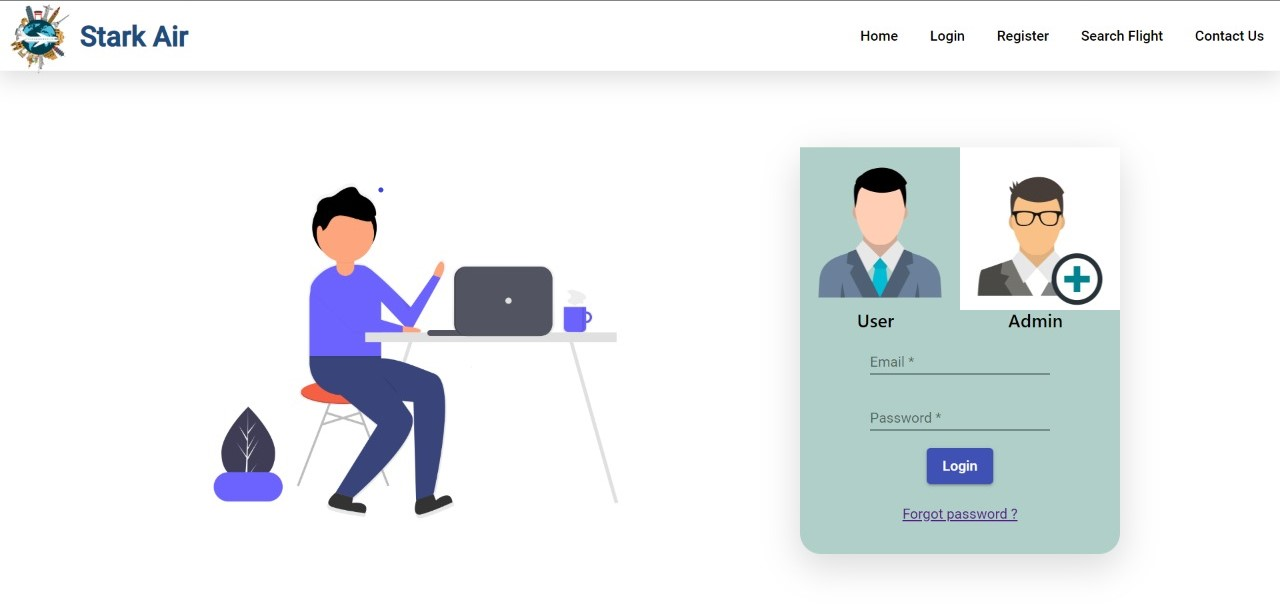 Stark Air
Home Login Register Search Flight Contact Us
User Admin
Email *
Password *
Login
Forgot password ?